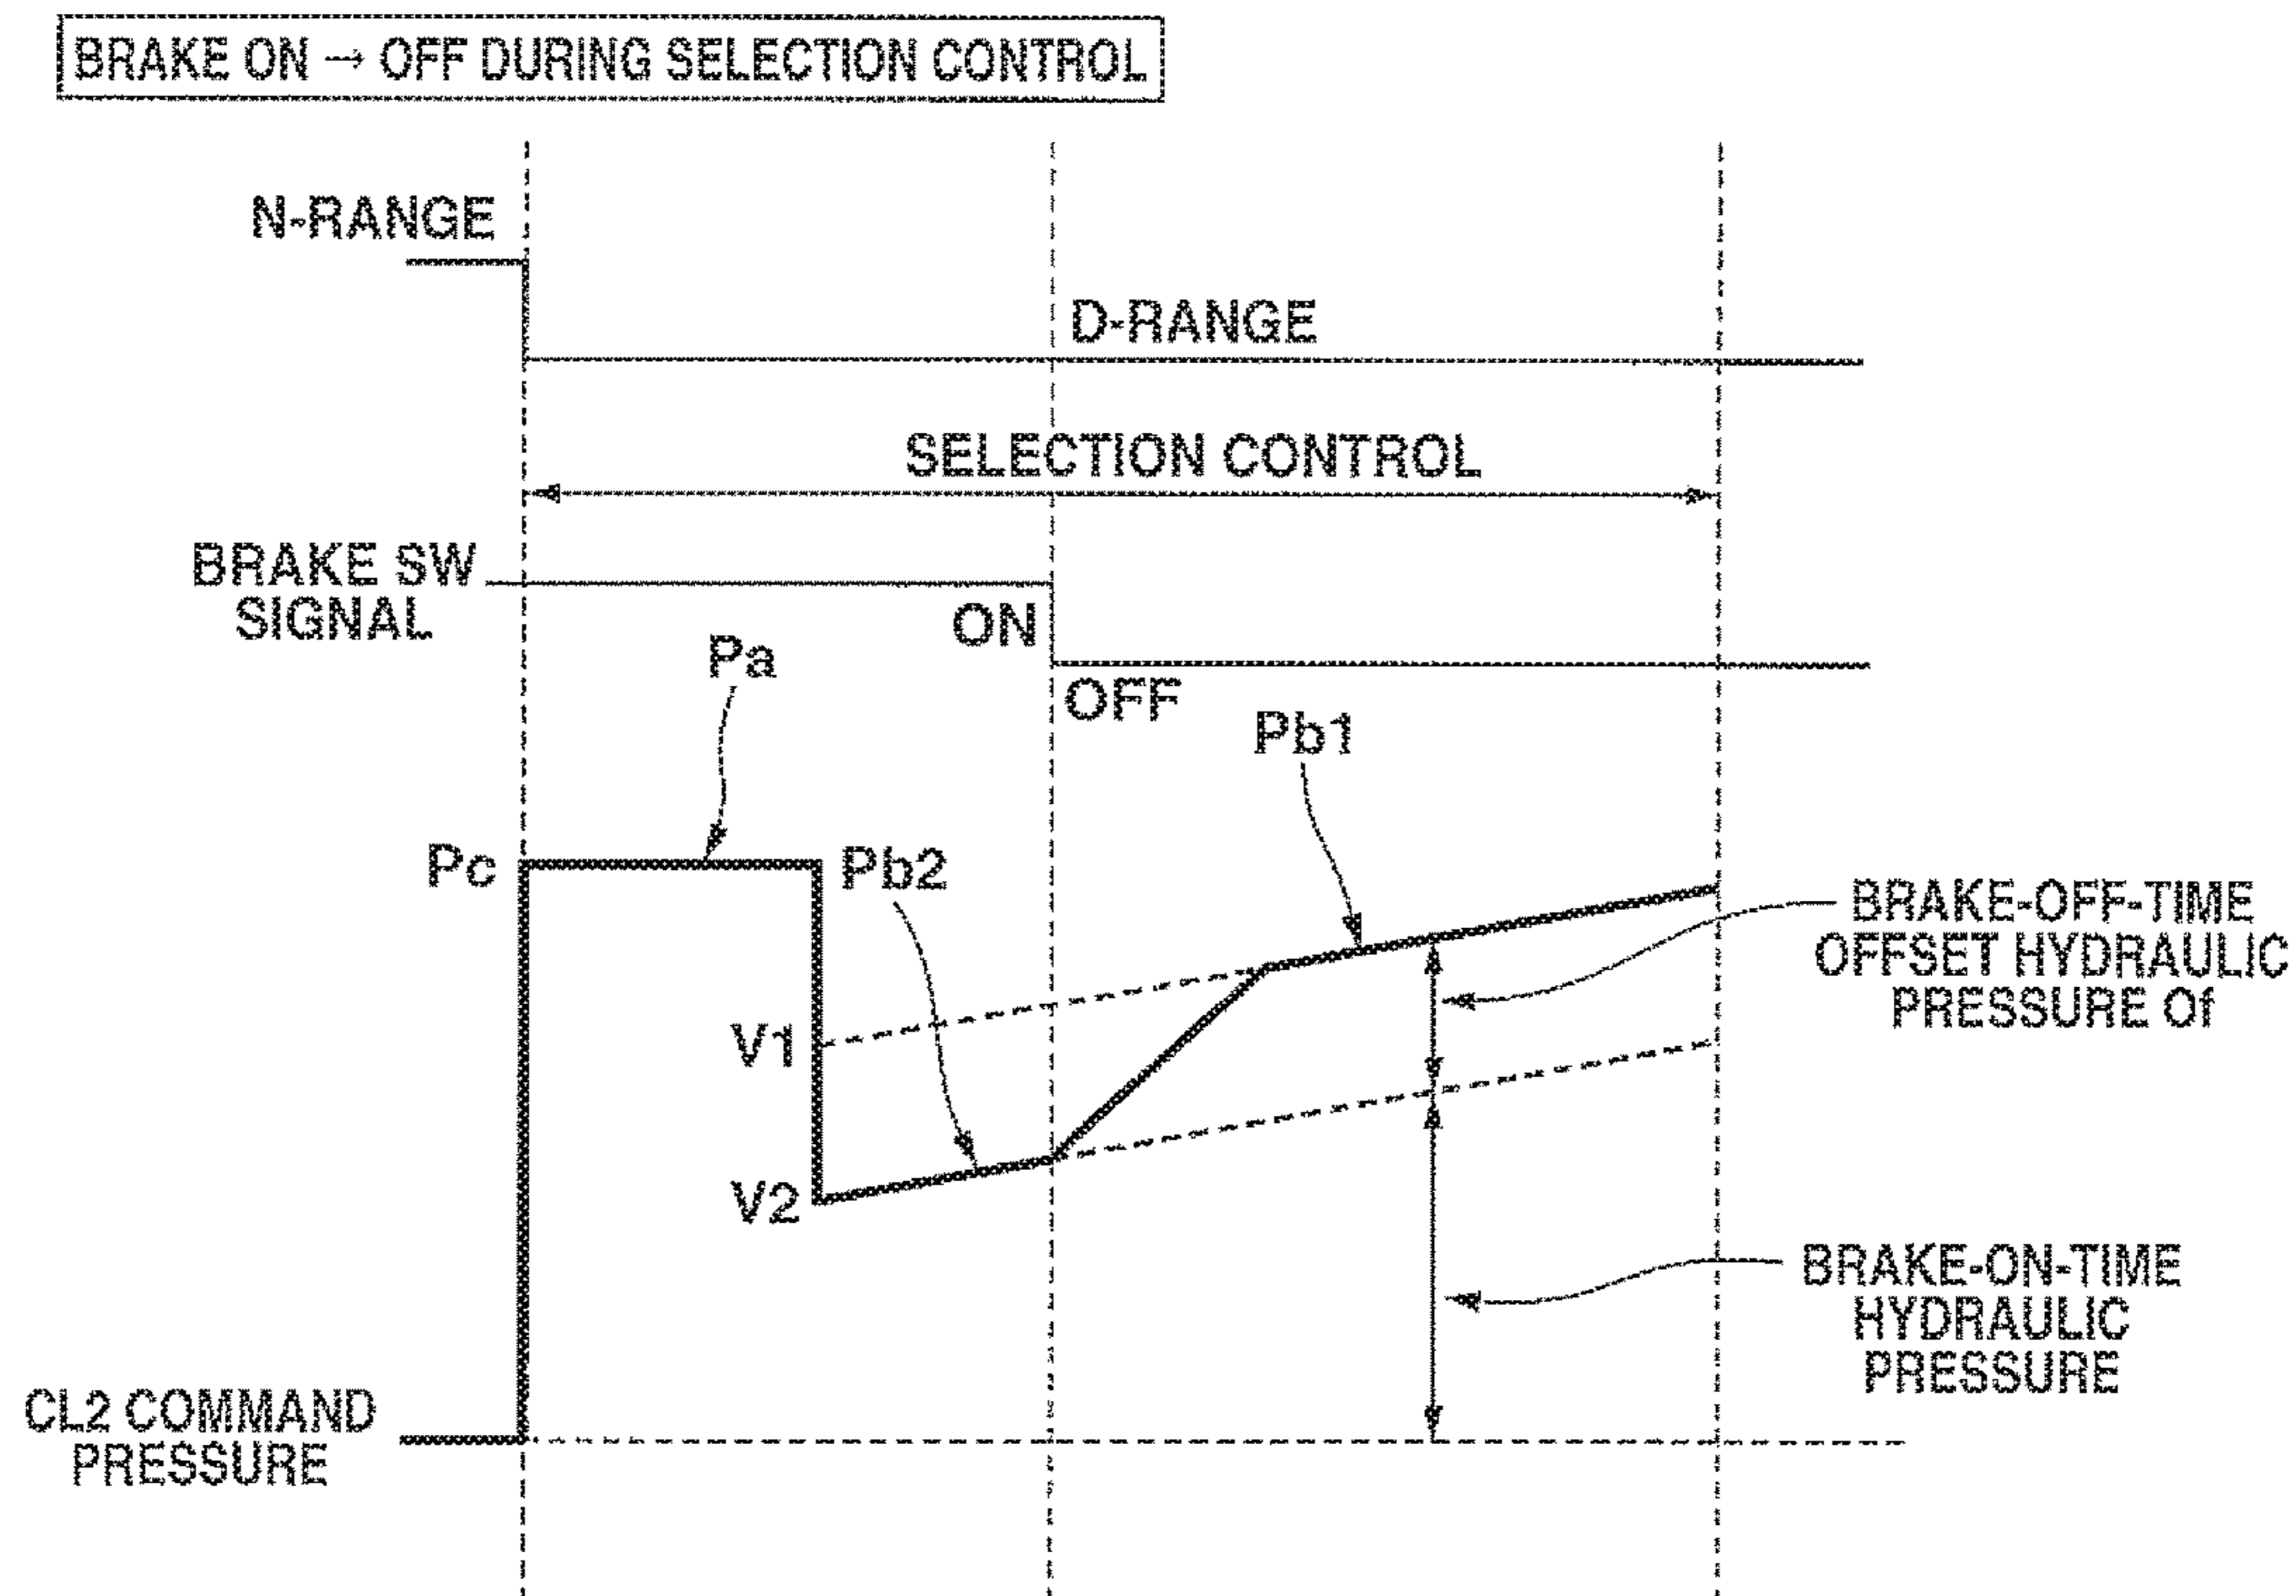 BRAKE ON → OFF DURING SELECTION CONTROL
N-RANGE
D-RANGE
SELECTION CONTROL
BRAKE SW
SIGNAL
ON
OFF
Pa
Pb1
Pc
Pb2
BRAKE-OFF-TIME
OFFSET HYDRAULIC
PRESSURE Of
V1
V2
BRAKE-ON-TIME
HYDRAULIC
PRESSURE
CL2 COMMAND
PRESSURE